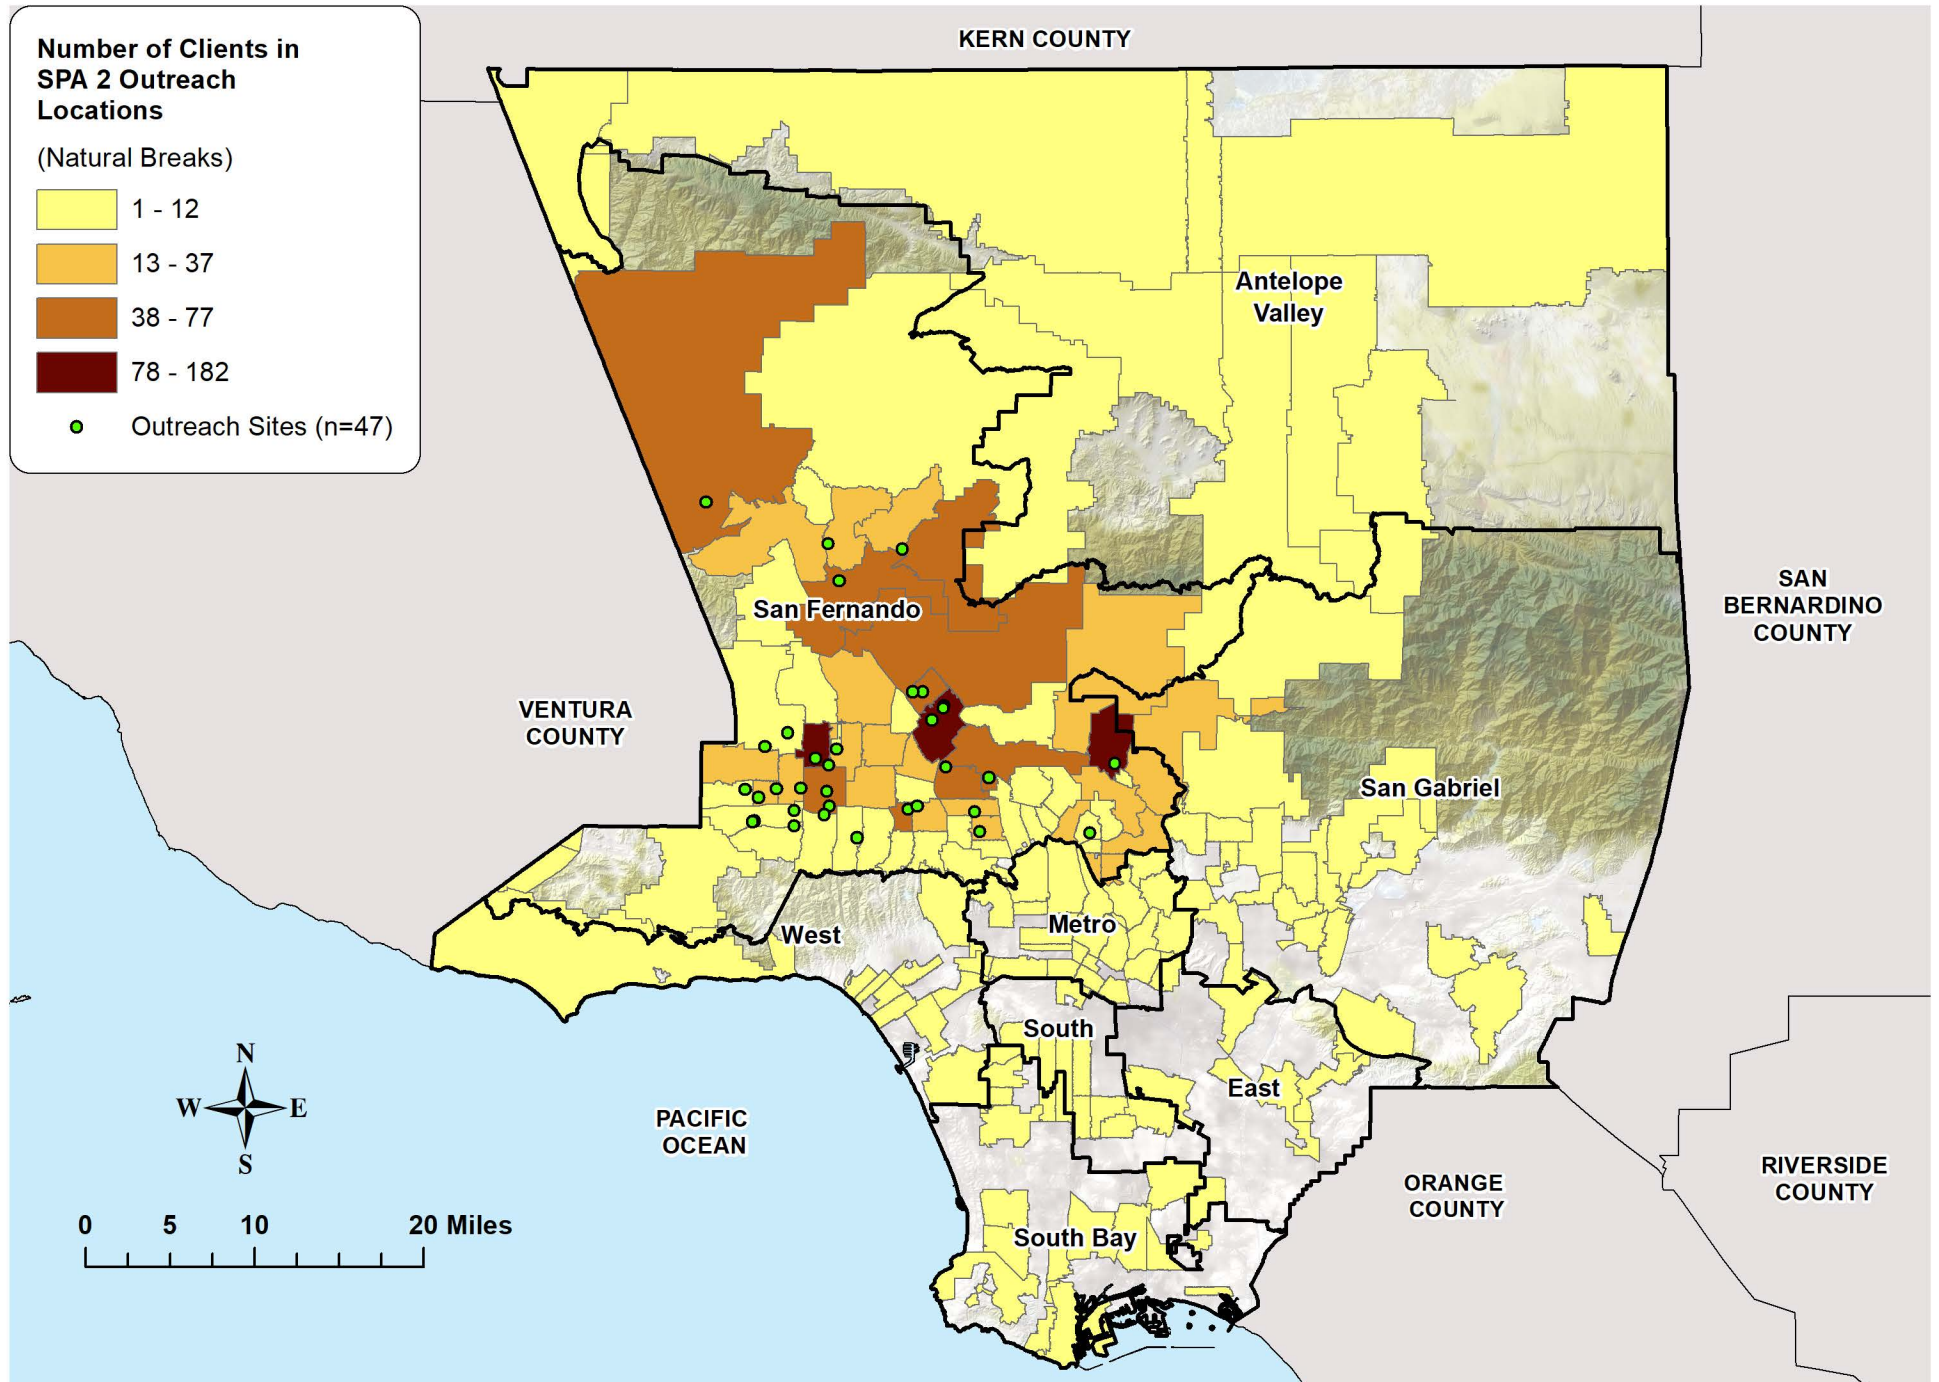 Number of Clients in
SPA 2 Outreach
Locations
(Natural Breaks)
1 - 12
13 - 37
38 - 77
78 - 182
Outreach Sites (n=47)
KERN COUNTY
Antelope
Valley
San Fernando
SAN
BERNARDINO
COUNTY
VENTURA
COUNTY
San Gabriel
West
Metro
South
East
PACIFIC
OCEAN
N
W
E
S
ORANGE
COUNTY
RIVERSIDE
COUNTY
South Bay
0 5 10 20 Miles